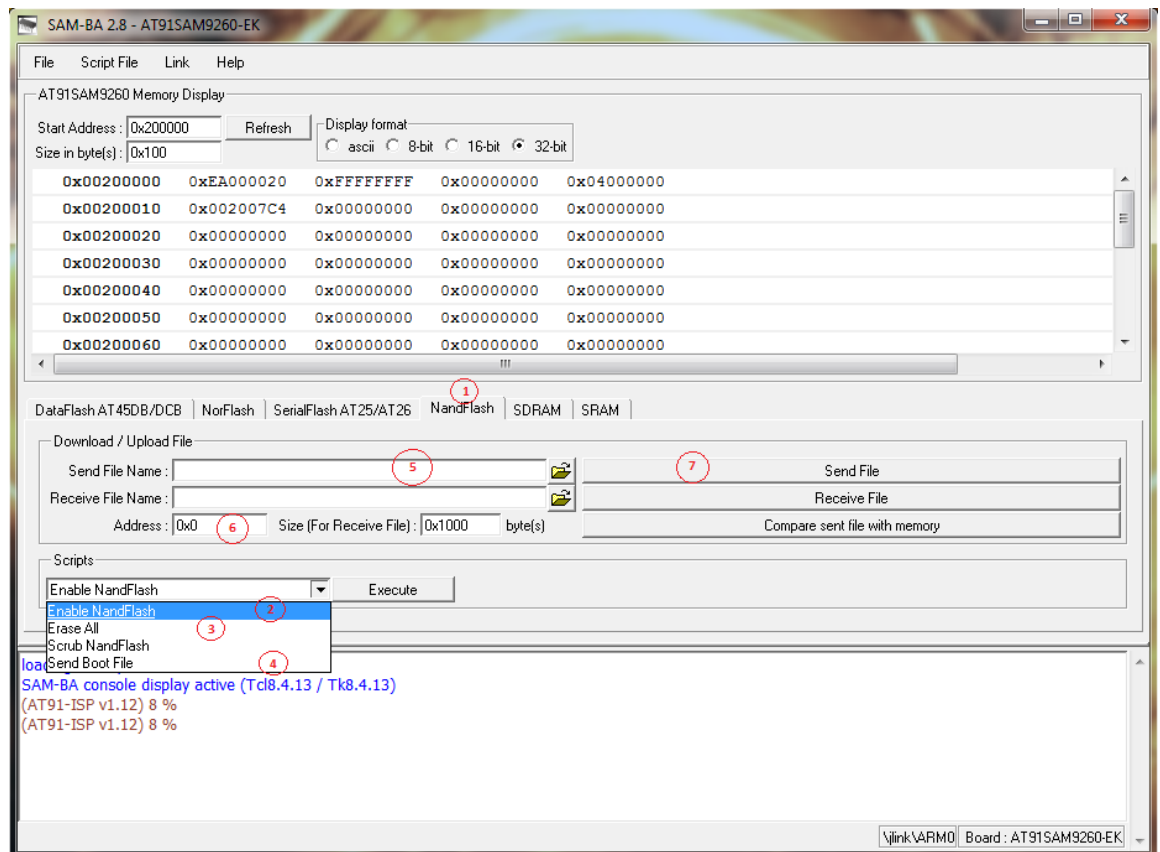 SAM-BA 2.8 - AT91SAM9260-EK
File Script File Link Help
AT91SAM9260 Memory Display
Start Address : 0x200000 Refresh Display format
Size in byte(s) : 0x100 ascii 8-bit 16-bit 32-bit
0x00200000 0xEA000020 0xFFFFFFFF 0x00000000 0x04000000
0x00200010 0x002007C4 0x00000000 0x00000000 0x00000000
0x00200020 0x00000000 0x00000000 0x00000000 0x00000000
0x00200030 0x00000000 0x00000000 0x00000000 0x00000000
0x00200040 0x00000000 0x00000000 0x00000000 0x00000000
0x00200050 0x00000000 0x00000000 0x00000000 0x00000000
0x00200060 0x00000000 0x00000000 0x00000000 0x00000000
1
DataFlash AT45DB/DCB NorFlash SerialFlash AT25/AT26 NandFlash SDRAM SRAM
Download / Upload File
Send File Name : 5 7 Send File
Receive File Name : Receive File
Address : 0x0 6 Size (For Receive File) : 0x1000 byte(s) Compare sent file with memory
Scripts
Enable NandFlash Execute
Enable NandFlash 2
Erase All 3
Scrub NandFlash
Send Boot File 4
SAM-BA console display active (Tcl8.4.13 / Tk8.4.13)
(AT91-ISP v1.12) 8 %
(AT91-ISP v1.12) 8 %
\jlink\ARM0 Board : AT91SAM9260-EK